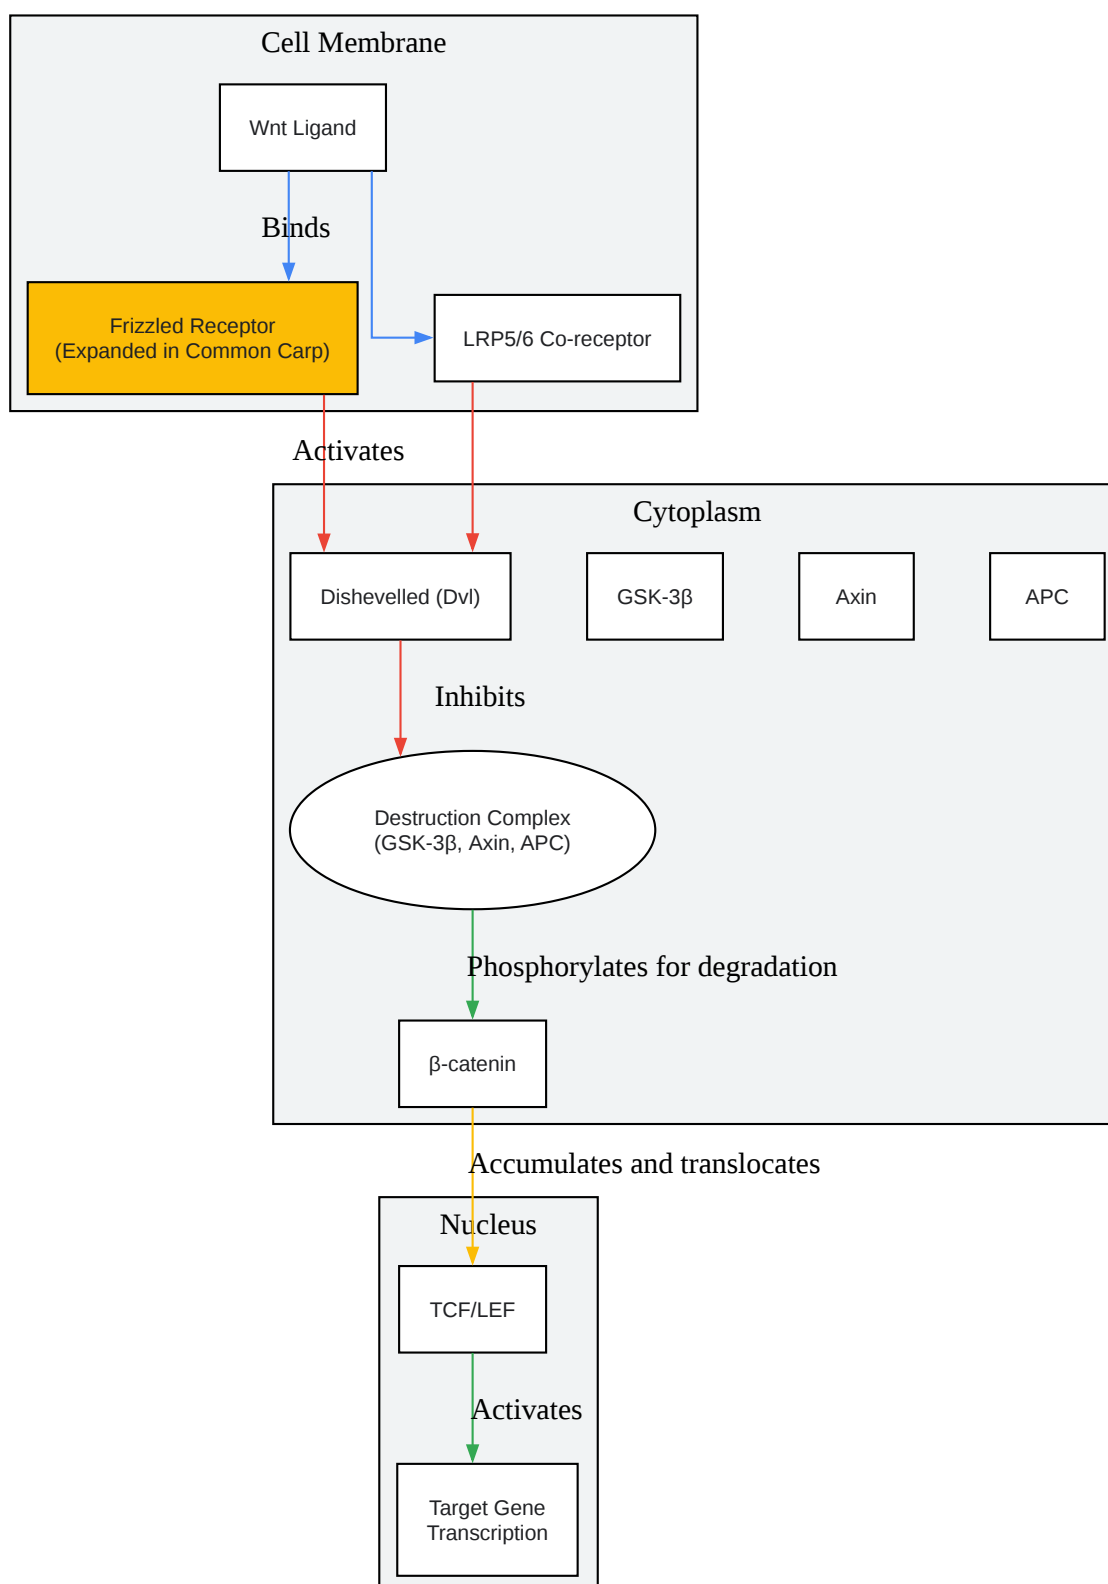 Cell Membrane
Wnt Ligand
Binds
Frizzled Receptor
(Expanded in Common Carp)
LRP5/6 Co-receptor
Activates
Cytoplasm
Dishevelled (Dvl)
GSK-3β
Axin
APC
Inhibits
Destruction Complex
(GSK-3β, Axin, APC)
Phosphorylates for degradation
β-catenin
Accumulates and translocates
Nucleus
TCF/LEF
Activates
Target Gene
Transcription